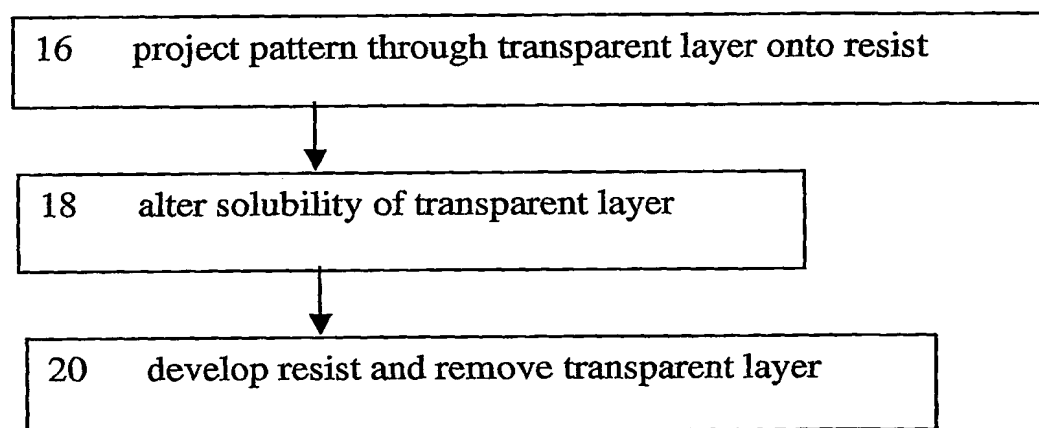 16 project pattern through transparent layer onto resist
18 alter solubility of transparent layer
20 develop resist and remove transparent layer